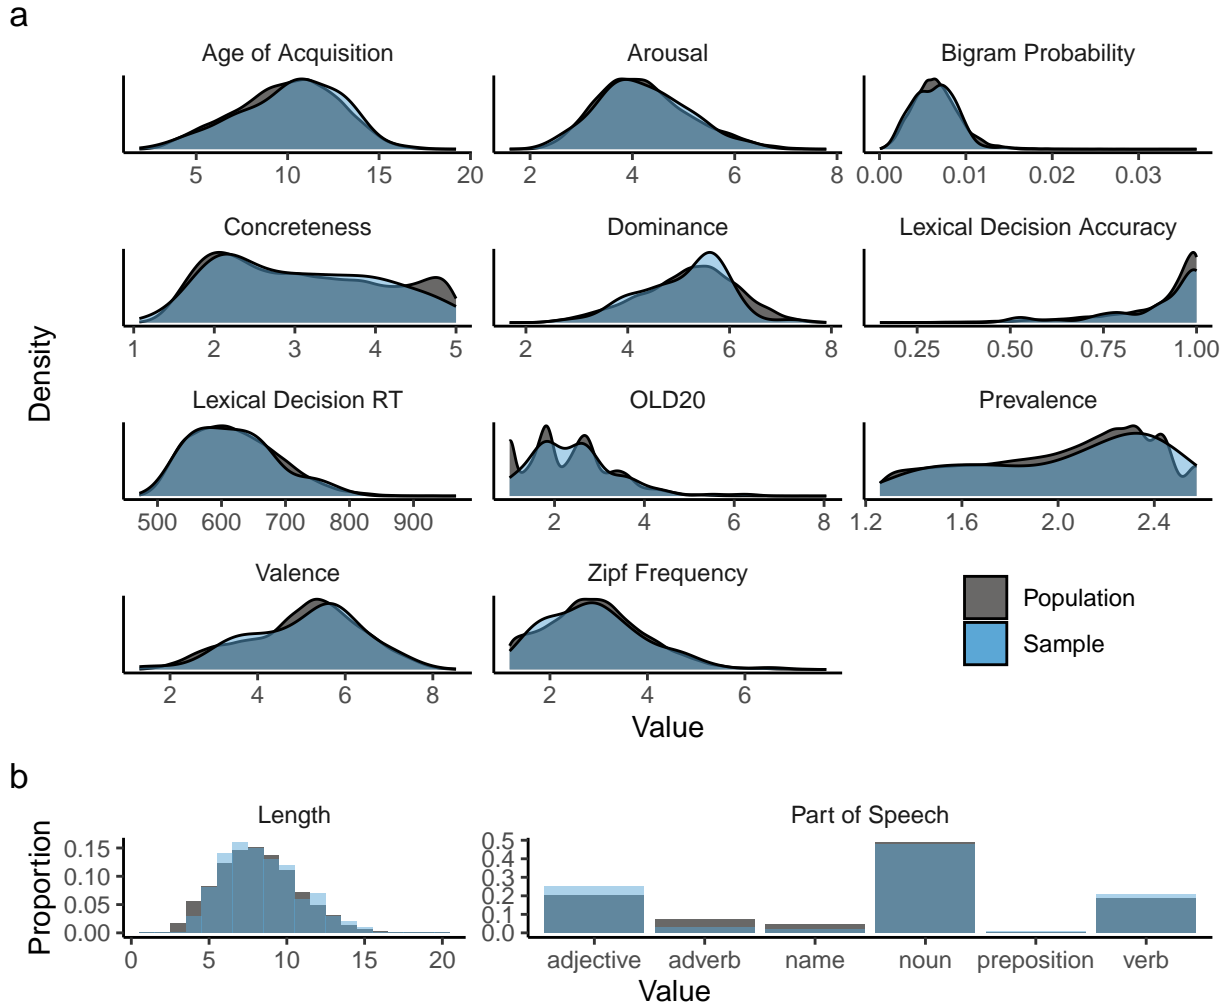 a
Age of Acquisition
Arousal
Bigram Probability
5 10 15 20
2 4 6 8
0.00 0.01 0.02 0.03
Concreteness
Dominance
Lexical Decision Accuracy
1 2 3 4 5
2 4 6 8
0.25 0.50 0.75 1.00
Density
Lexical Decision RT
OLD20
Prevalence
500 600 700 800 900
2 4 6 8
1.2 1.6 2.0 2.4
Valence
Zipf Frequency
2 4 6 8
2 4 6
Population
Sample
Value
b
Length
Part of Speech
Proportion
0.15
0.10
0.05
0.00
0 5 10 15 20
0.5
0.4
0.3
0.2
0.1
0.0
adjective adverb name noun preposition verb
Value